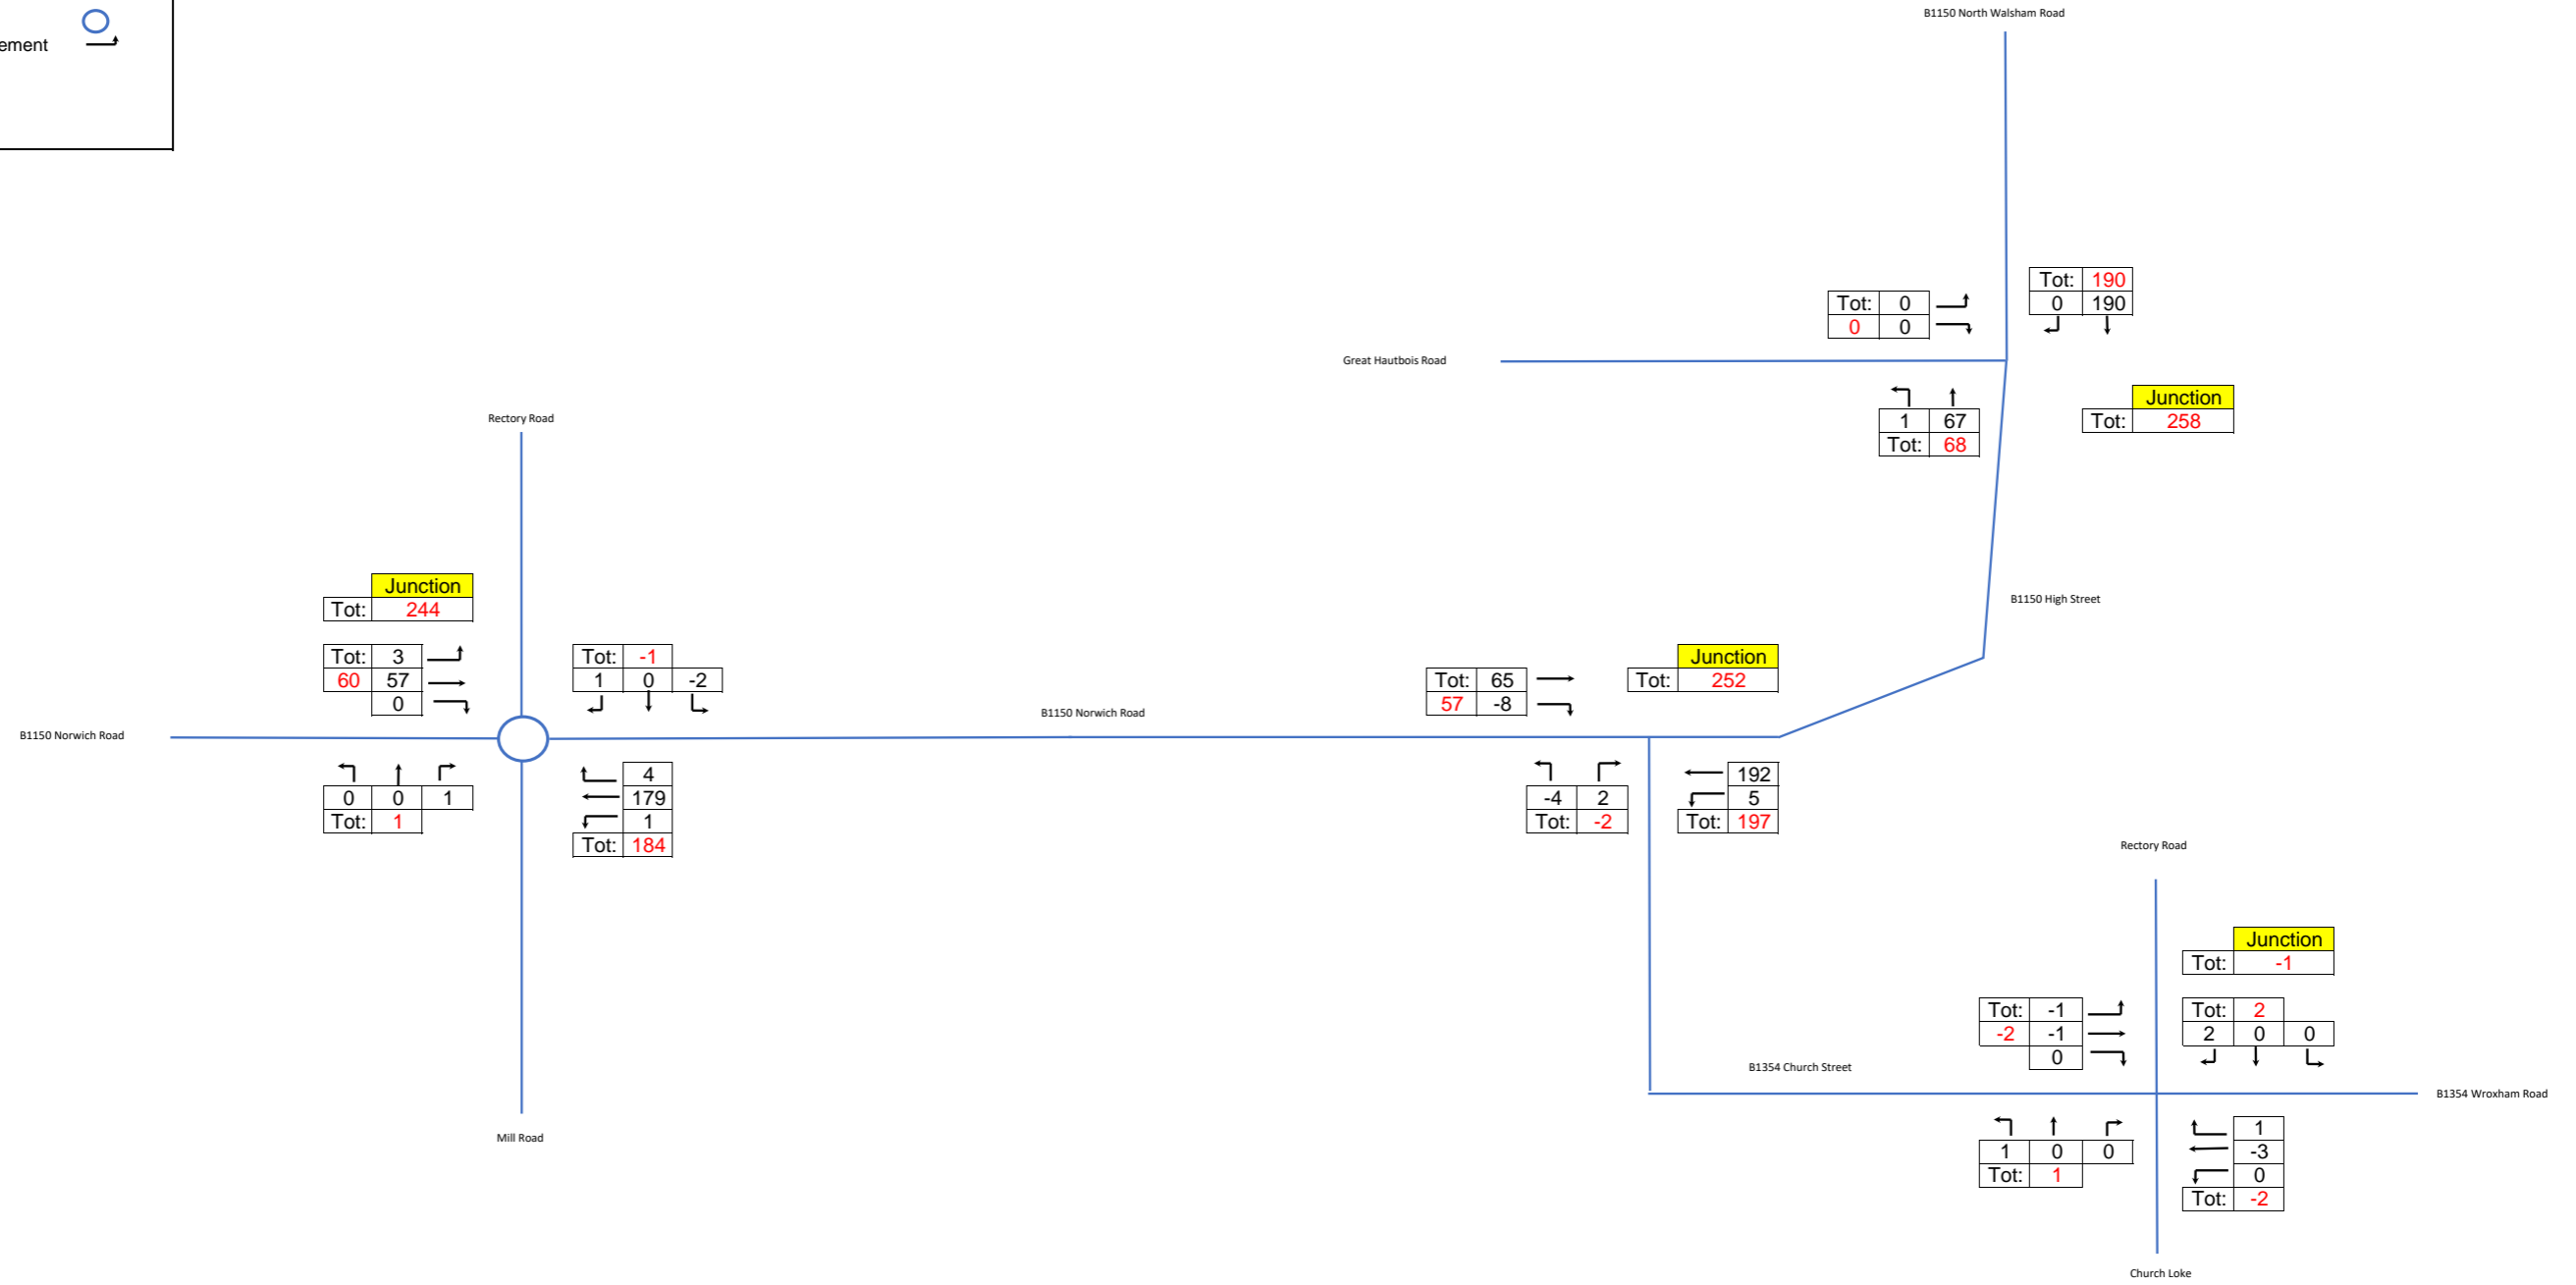 ement
B1150 North Walsham Road
Tot: 190
0 190
Tot: 0
0 0
Great Hautbois Road
Junction
Tot: 258
1 67
Tot: 68
Rectory Road
B1150 High Street
Junction
Tot: 244
Tot: 3
60 57
0
Tot: -1
1 0 -2
B1150 Norwich Road
B1150 Norwich Road
0 0 1
Tot: 1
4
179
1
Tot: 184
Tot: 65
57 -8
Junction
Tot: 252
-4 2
Tot: -2
192
5
Tot: 197
Mill Road
Rectory Road
Junction
Tot: -1
Tot: -1
-2 -1
0
Tot: 2
2 0 0
B1354 Church Street
B1354 Wroxham Road
1 0 0
Tot: 1
1
-3
0
Tot: -2
Church Loke